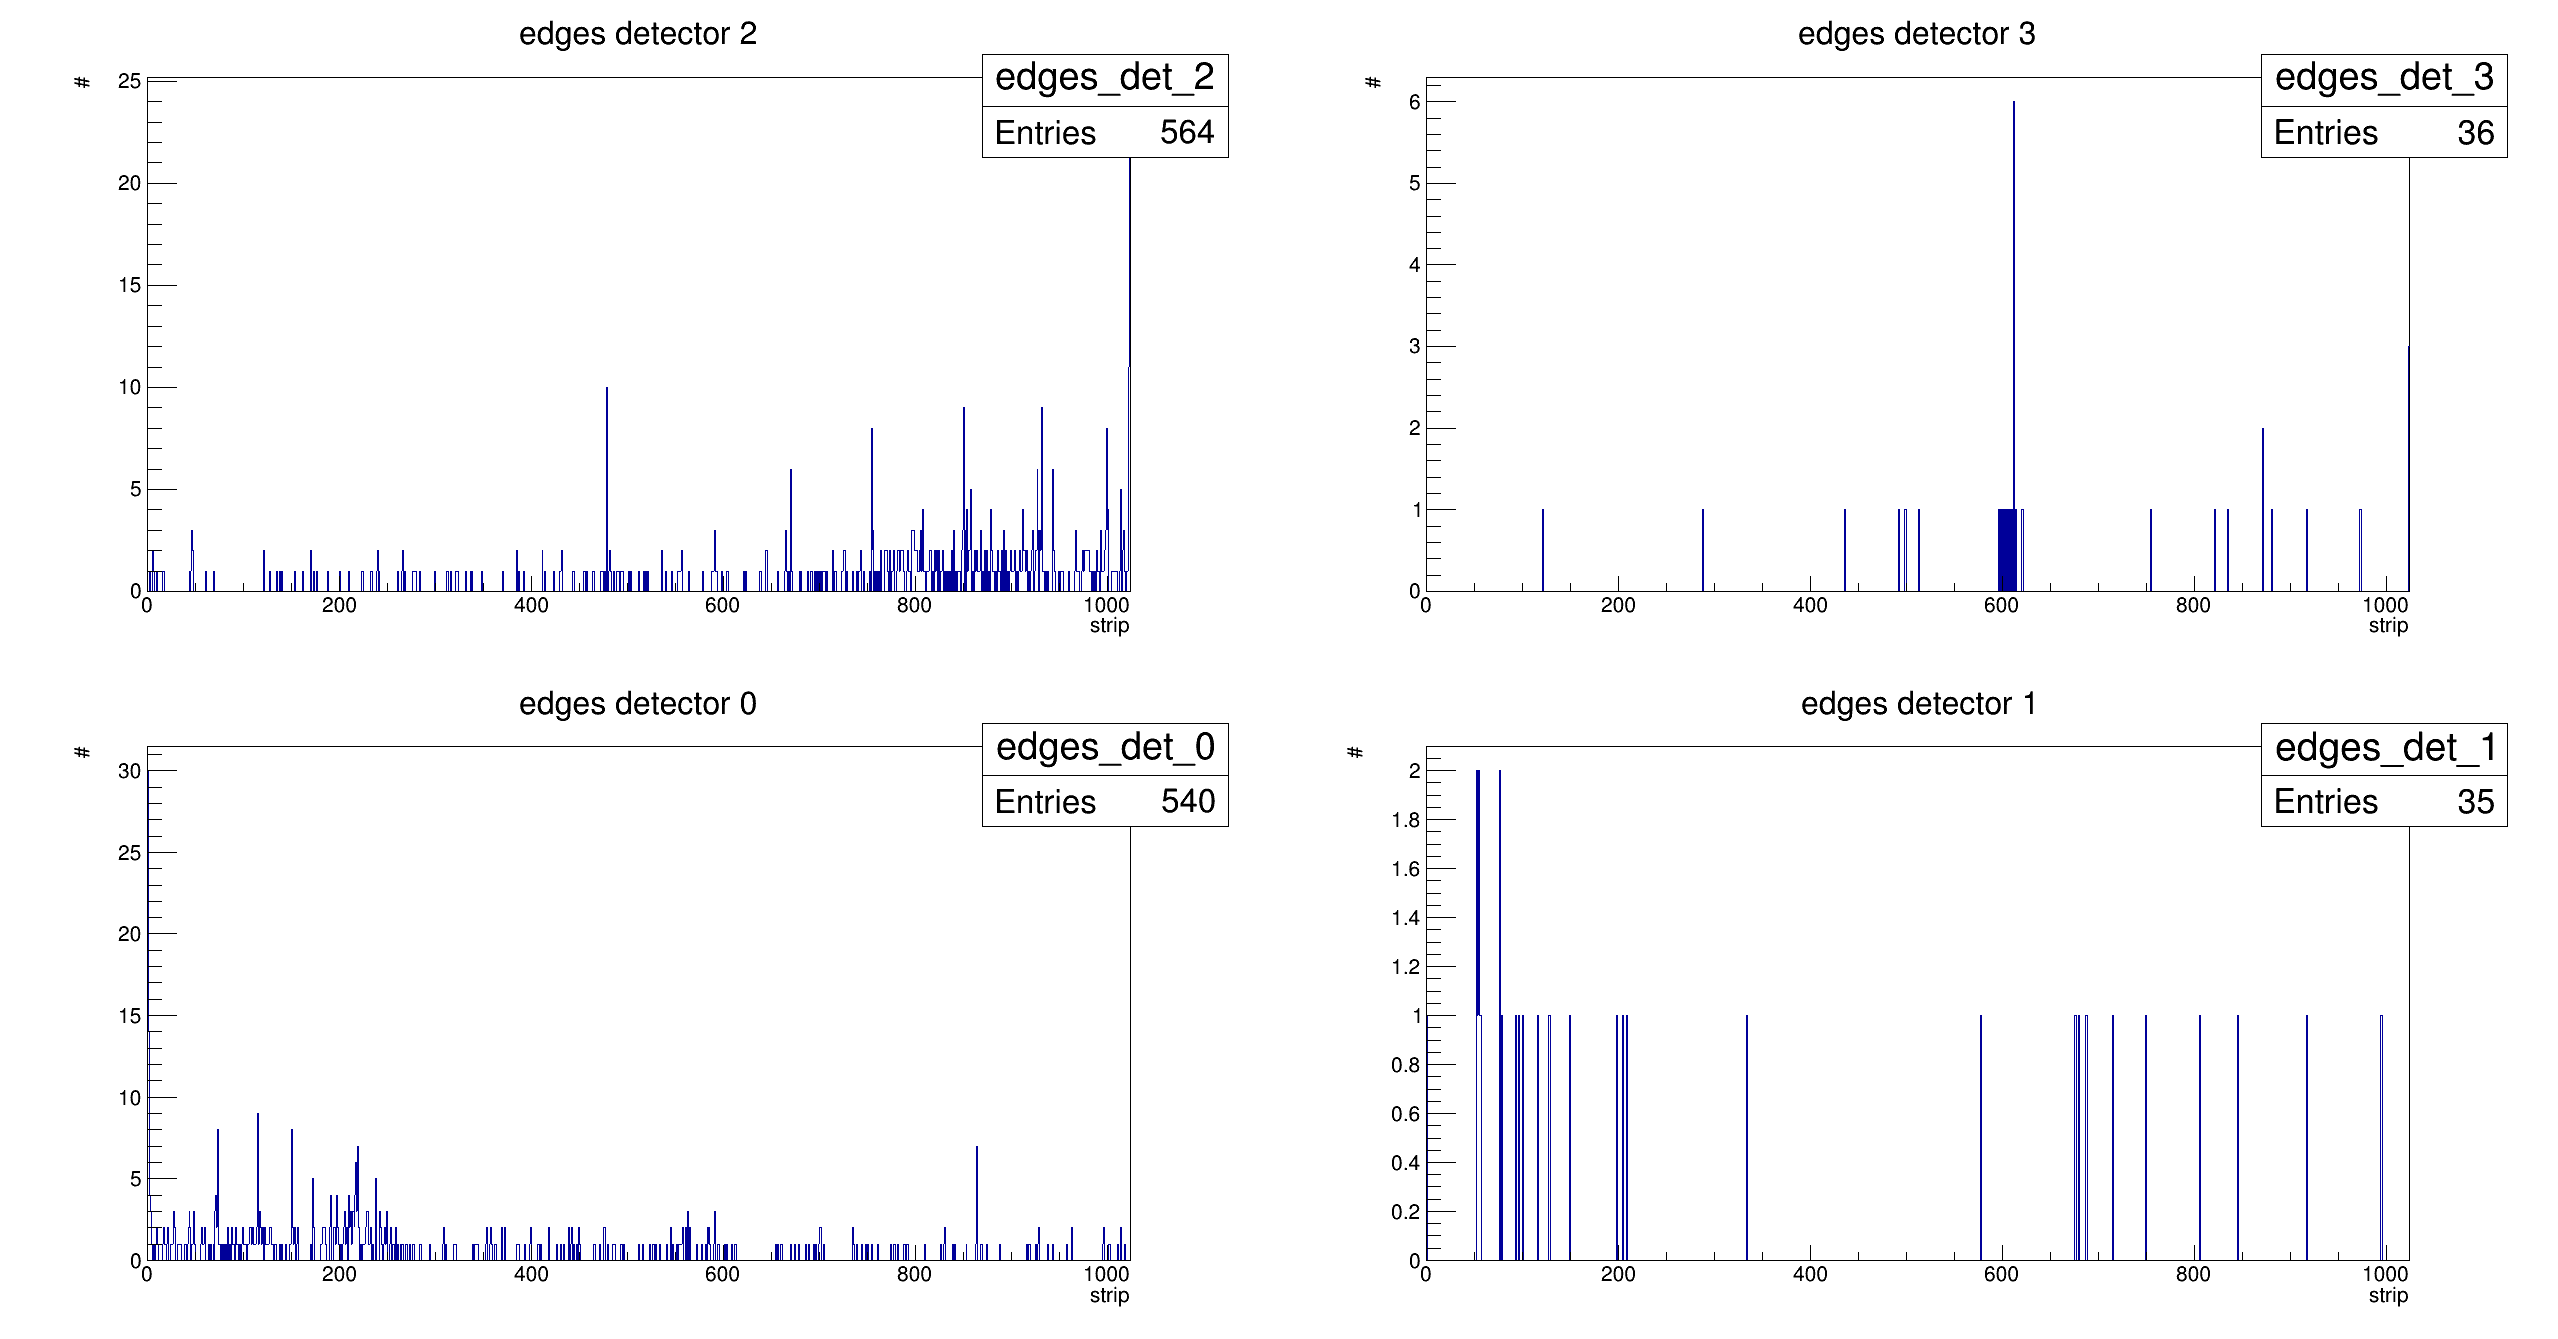 edges detector 2
edges_det_2
Entries 564
#
25
20
15
10
5
0
0 200 400 600 800 1000
strip
edges detector 3
edges_det_3
Entries 36
#
6
5
4
3
2
1
0
0 200 400 600 800 1000
strip
edges detector 0
edges_det_0
Entries 540
#
30
25
20
15
10
5
0
0 200 400 600 800 1000
strip
edges detector 1
edges_det_1
Entries 35
#
2
1.8
1.6
1.4
1.2
1
0.8
0.6
0.4
0.2
0
0 200 400 600 800 1000
strip